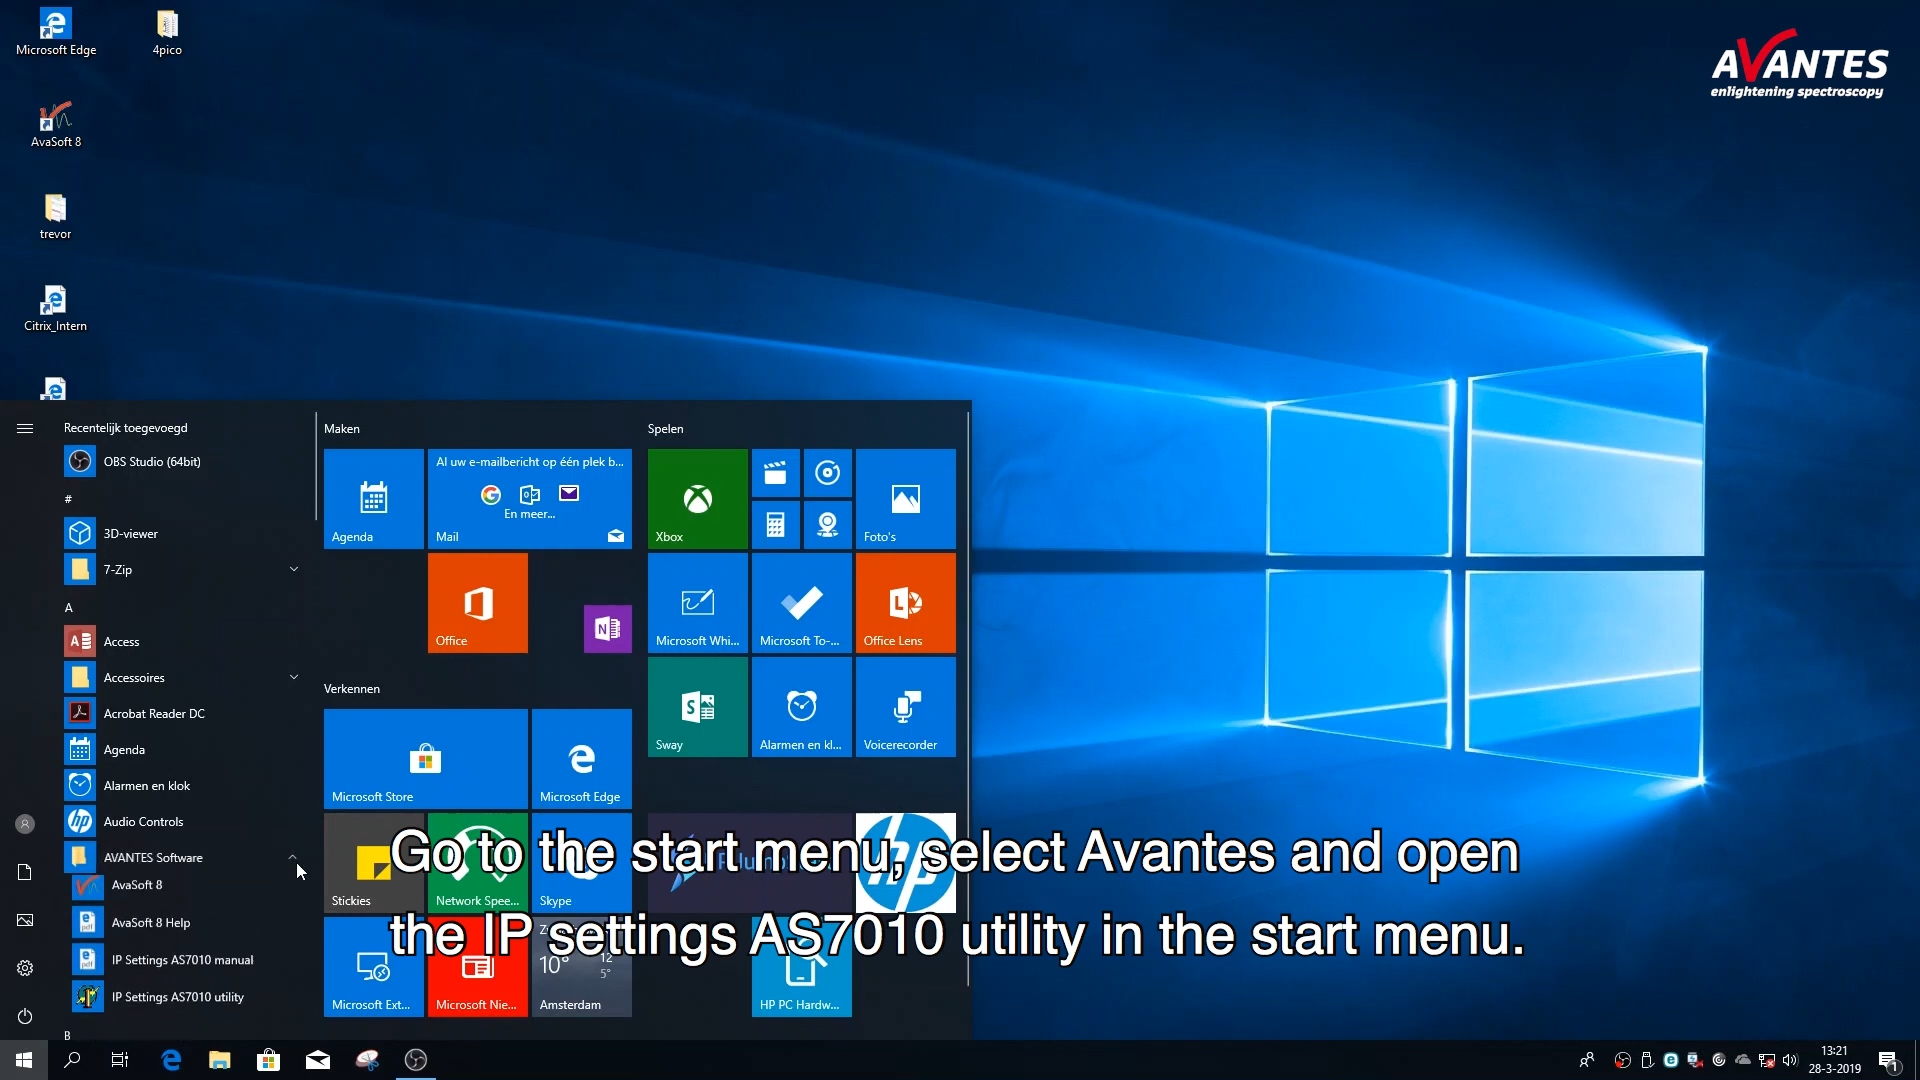 Microsoft Edge
4pico
AVANTES
enlightening spectroscopy
AvaSoft 8
trevor
Citrix_Intern
Recentelijk toegevoegd
OBS Studio (64bit)
#
3D-viewer
7-Zip
A
Access
Accessoires
Acrobat Reader DC
Agenda
Alarmen en klok
Audio Controls
AVANTES Software
AvaSoft 8
AvaSoft 8 Help
IP Settings AS7010 manual
IP Settings AS7010 utility
B
Maken
Agenda
Al uw e-mailbericht op één plek b...
En meer...
Mail
Office
Verkennen
Microsoft Store
Microsoft Edge
Stickies
Network Spee...
Skype
Microsoft Ext...
Microsoft Nie...
10°
12
5°
Amsterdam
Spelen
Xbox
Foto's
Microsoft Whi...
Microsoft To-...
Office Lens
Sway
Alarmen en kl...
Voicerecorder
hp
HP PC Hardw...
Go to the start menu, select Avantes and open
the IP settings AS7010 utility in the start menu.
13:21
28-3-2019
1